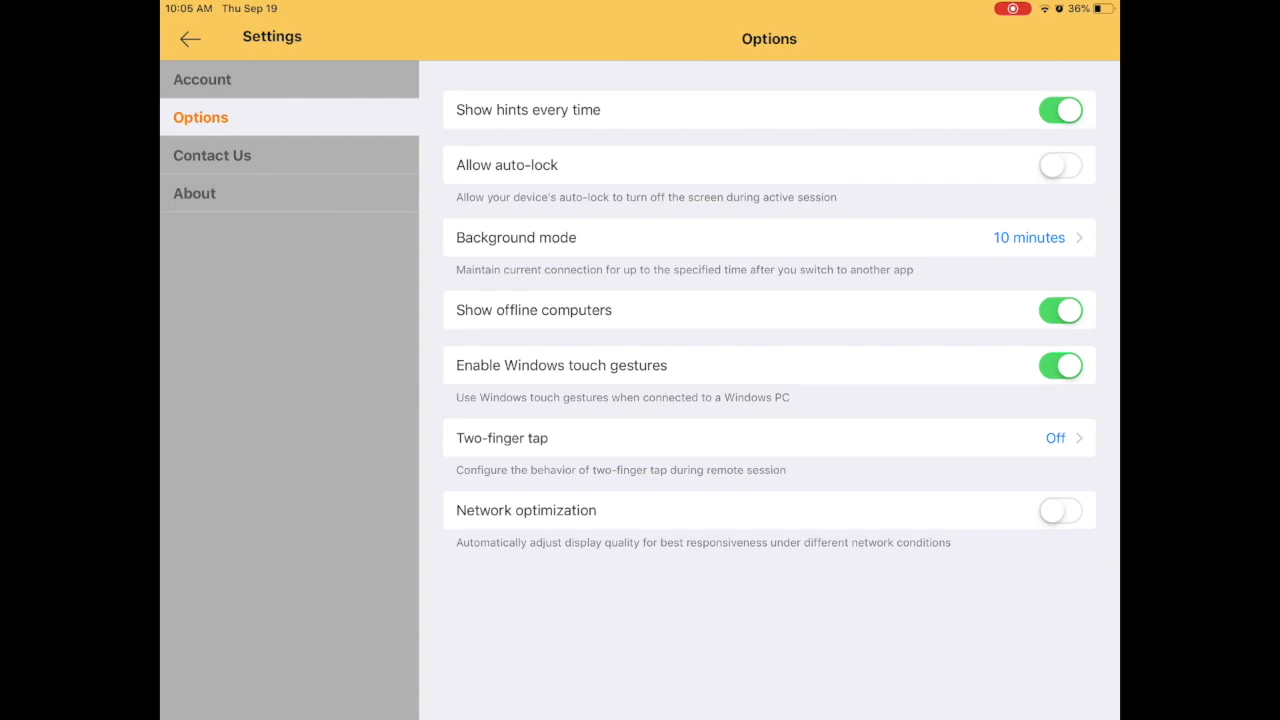 10:05 AM Thu Sep 19
36%
Settings
Options
Account
Options
Contact Us
About
Show hints every time
Allow auto-lock
Allow your device's auto-lock to turn off the screen during active session
Background mode 10 minutes
Maintain current connection for up to the specified time after you switch to another app
Show offline computers
Enable Windows touch gestures
Use Windows touch gestures when connected to a Windows PC
Two-finger tap Off
Configure the behavior of two-finger tap during remote session
Network optimization
Automatically adjust display quality for best responsiveness under different network conditions